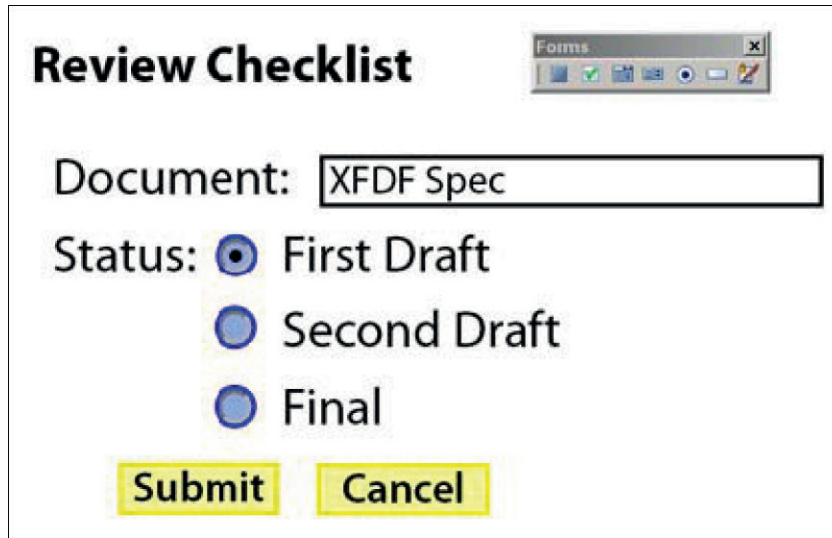 Review Checklist
Forms
Document: XFDF Spec
Status: First Draft
Second Draft
Final
Submit Cancel